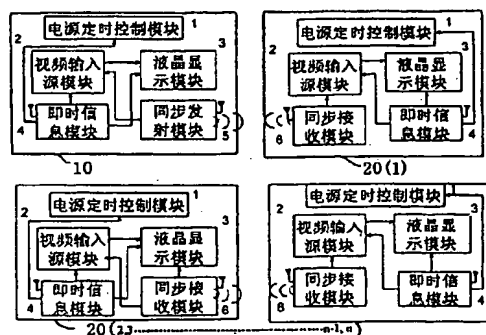 电源定时控制模块
1
2
视频输入
源模块
液晶显
示模块
3
4
即时信
息模块
同步发
射模块
5
10
电源定时控制模块
1
2
视频输入
源模块
液晶显
示模块
3
6
同步接
收模块
即时信
息模块
4
20(1)
电源定时控制模块
1
2
视频输入
源模块
液晶显
示模块
3
4
即时信
息模块
同步接
收模块
6
电源定时控制模块
1
2
视频输入
源模块
液晶显
示模块
3
6
同步接
收模块
即时信
息模块
4
20(2,
n-1,n)